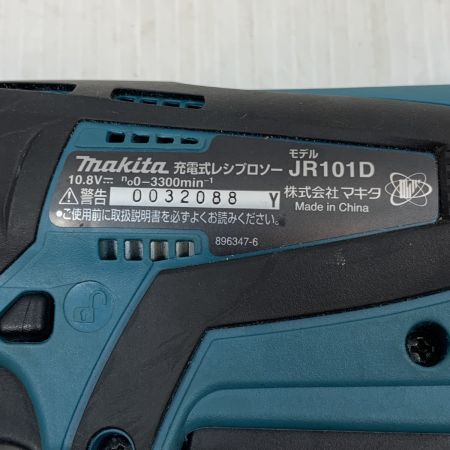 makita 充電式レシプロソー モデル JR101D
10.8V⎓ n₀0−3300min⁻¹
⚠警告 0032088 Y 株式会社 マキタ
●ご使用前に取扱説明書を必ずよくお読みください。 Made in China
896347-6